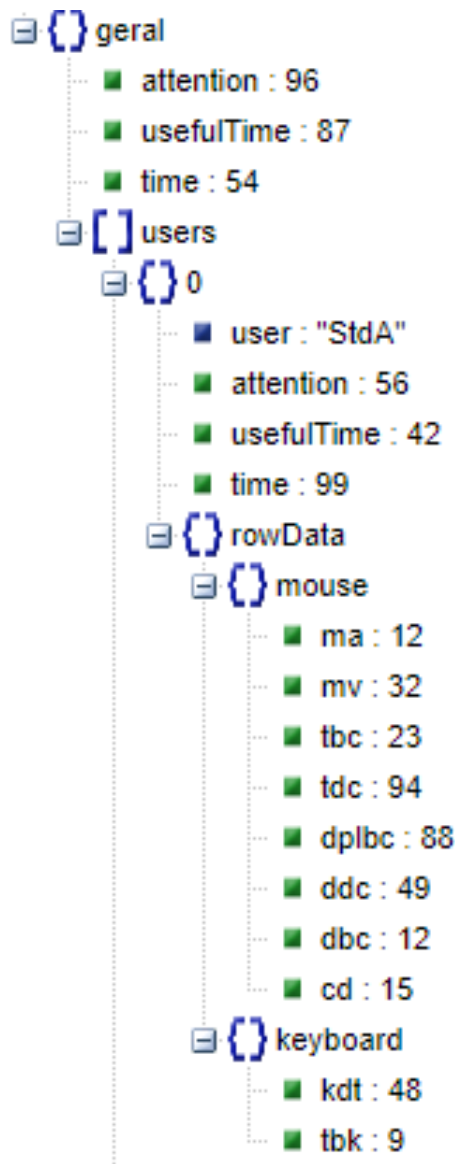 {} geral
attention : 96
usefulTime : 87
time : 54
[ ] users
{} 0
user : "StdA"
attention : 56
usefulTime : 42
time : 99
{} rowData
{} mouse
ma : 12
mv : 32
tbc : 23
tdc : 94
dplbc : 88
ddc : 49
dbc : 12
cd : 15
{} keyboard
kdt : 48
tbk : 9